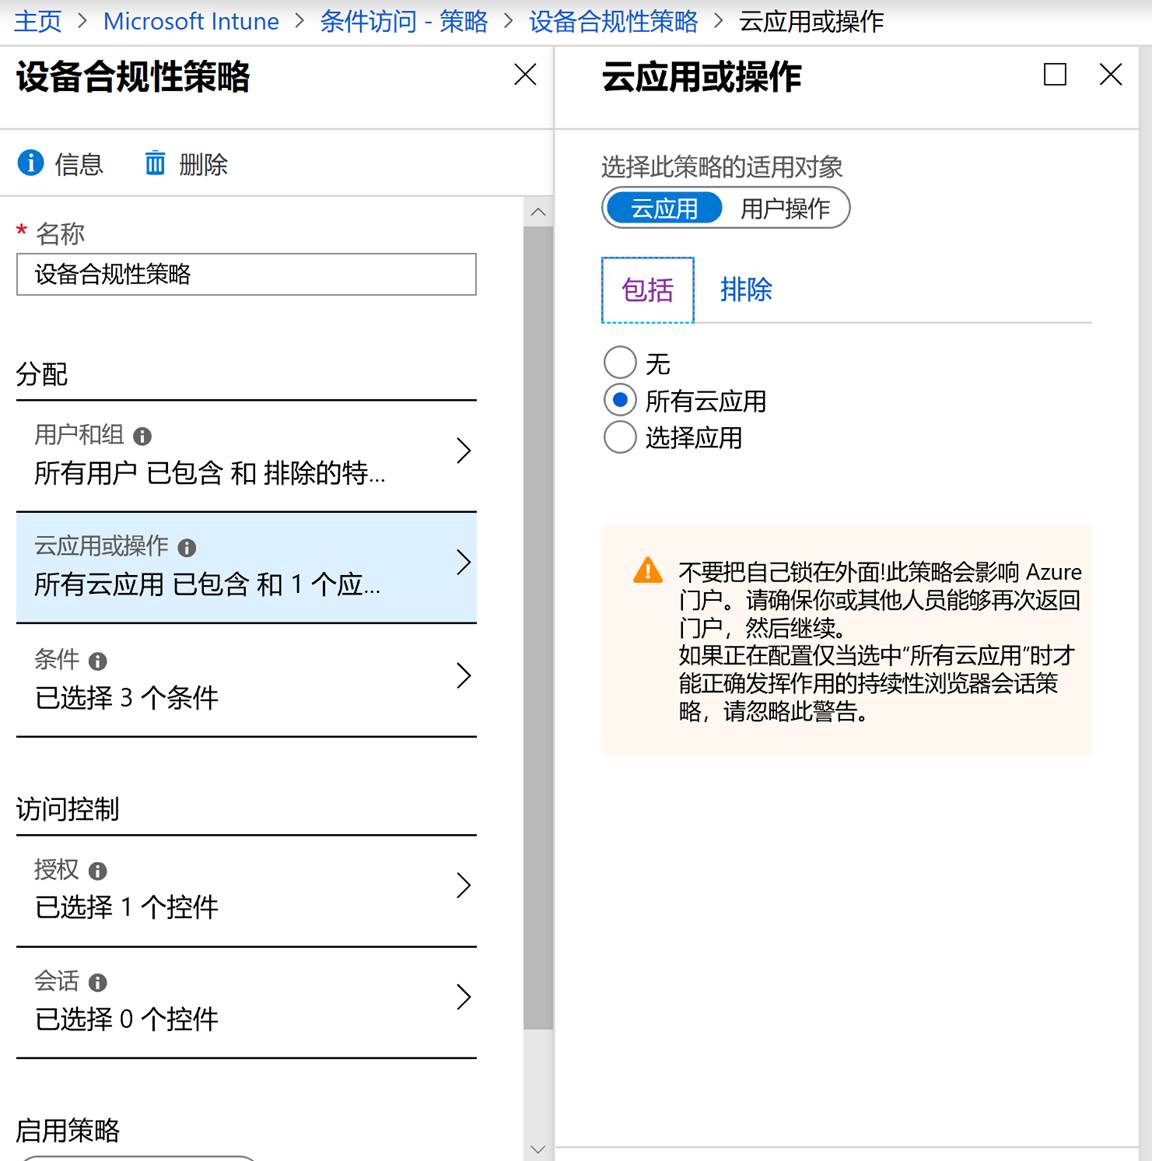 主页 > Microsoft Intune > 条件访问 - 策略 > 设备合规性策略 > 云应用或操作
设备合规性策略
信息 删除
* 名称
设备合规性策略
分配
用户和组
所有用户 已包含 和 排除的特...
云应用或操作
所有云应用 已包含 和 1 个应...
条件
已选择 3 个条件
访问控制
授权
已选择 1 个控件
会话
已选择 0 个控件
启用策略
云应用或操作
选择此策略的适用对象
云应用 用户操作
包括 排除
无
所有云应用
选择应用
不要把自己锁在外面!此策略会影响 Azure
门户。请确保你或其他人员能够再次返回
门户，然后继续。
如果正在配置仅当选中“所有云应用”时才
能正确发挥作用的持续性浏览器会话策
略，请忽略此警告。